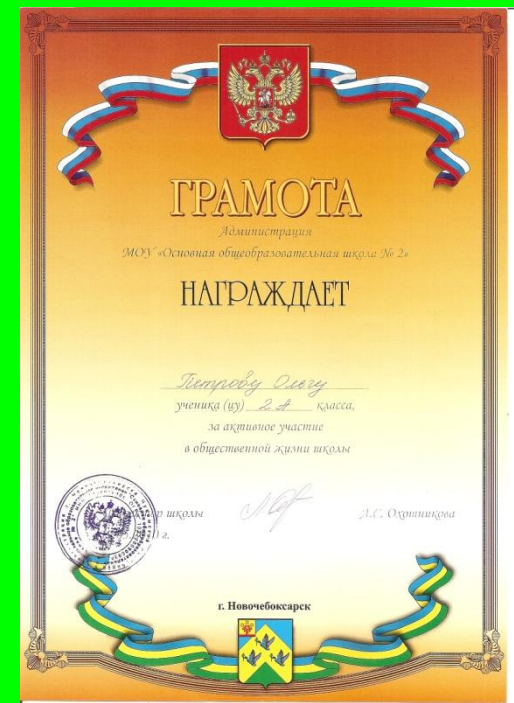 ГРАМОТА
Администрация
МОУ «Основная общеобразовательная школа № 2»
НАГРАЖДАЕТ
Петрову Ольгу
ученика (цу) 2 А класса,
за активное участие
в общественной жизни школы
школы Л.С. Охотникова
г.
г. Новочебоксарск